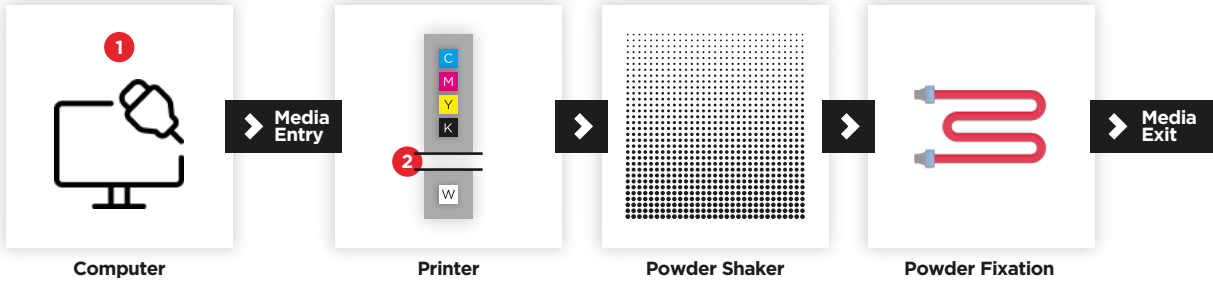 1
Media
Entry
C
M
Y
K
2
W
Media
Exit
Computer
Printer
Powder Shaker
Powder Fixation